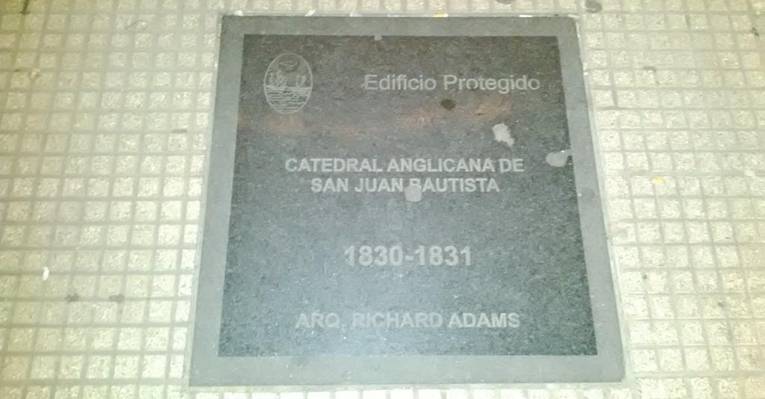 Edificio Protegido
CATEDRAL ANGLICANA DE
SAN JUAN BAUTISTA
1830-1831
ARQ. RICHARD ADAMS